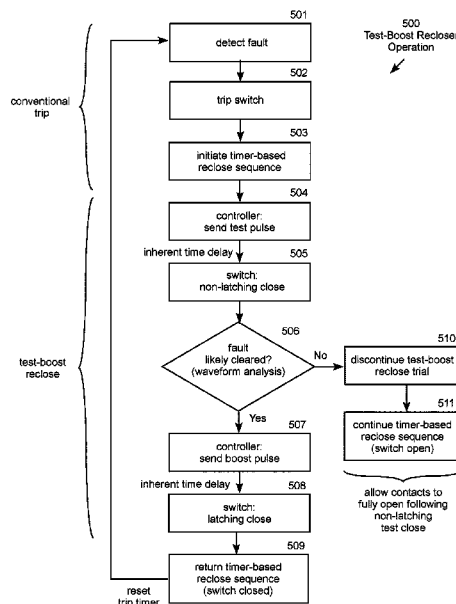 500
Test-Boost Recloser
Operation
501
detect fault
502
trip switch
503
initiate timer-based
reclose sequence
conventional
trip
504
controller:
send test pulse
inherent time delay
505
switch:
non-latching close
506
fault
likely cleared?
(waveform analysis)
No
Yes
510
discontinue test-boost
reclose trial
511
continue timer-based
reclose sequence
(switch open)
allow contacts to
fully open following
non-latching
test close
test-boost
reclose
507
controller:
send boost pulse
inherent time delay
508
switch:
latching close
509
return timer-based
reclose sequence
(switch closed)
reset
trip timer